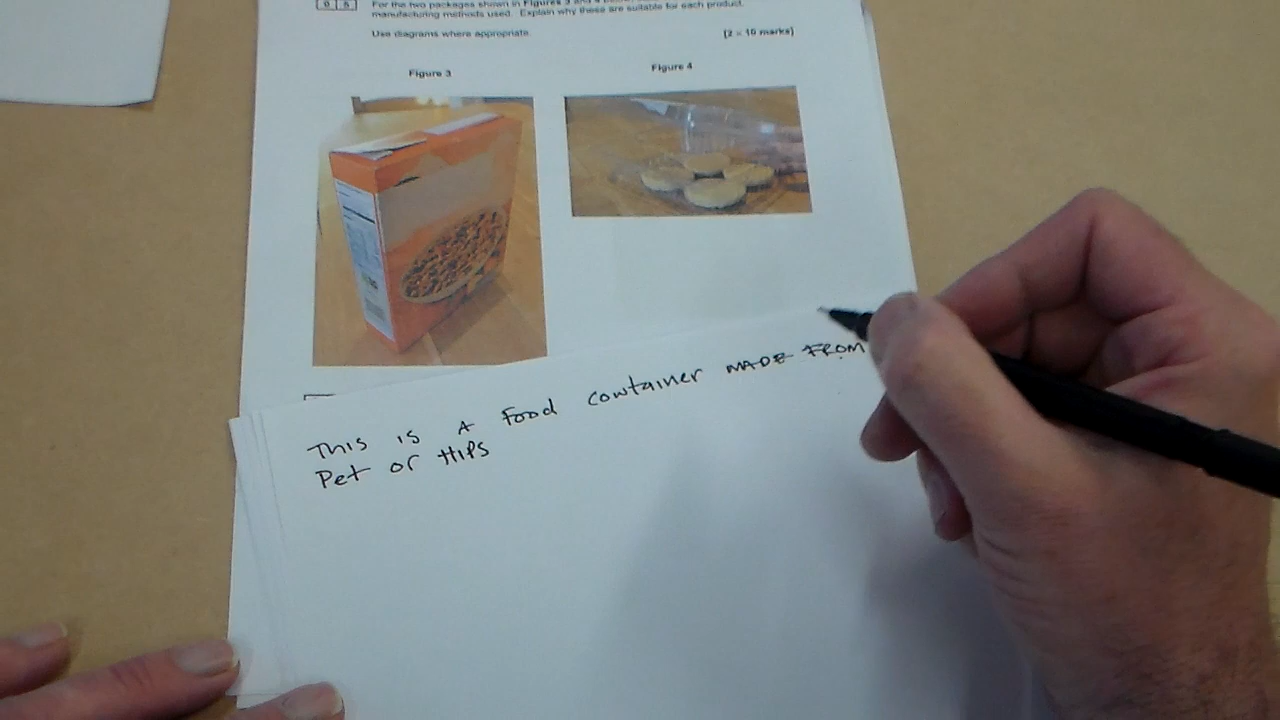 0 5 For the two packages shown in Figures 3 and 4
manufacturing methods used. Explain why these are suitable for each product.
Use diagrams where appropriate.
[2 × 10 marks]
Figure 3
Figure 4
This is A Food container MADE FROM
Pet or HIPS